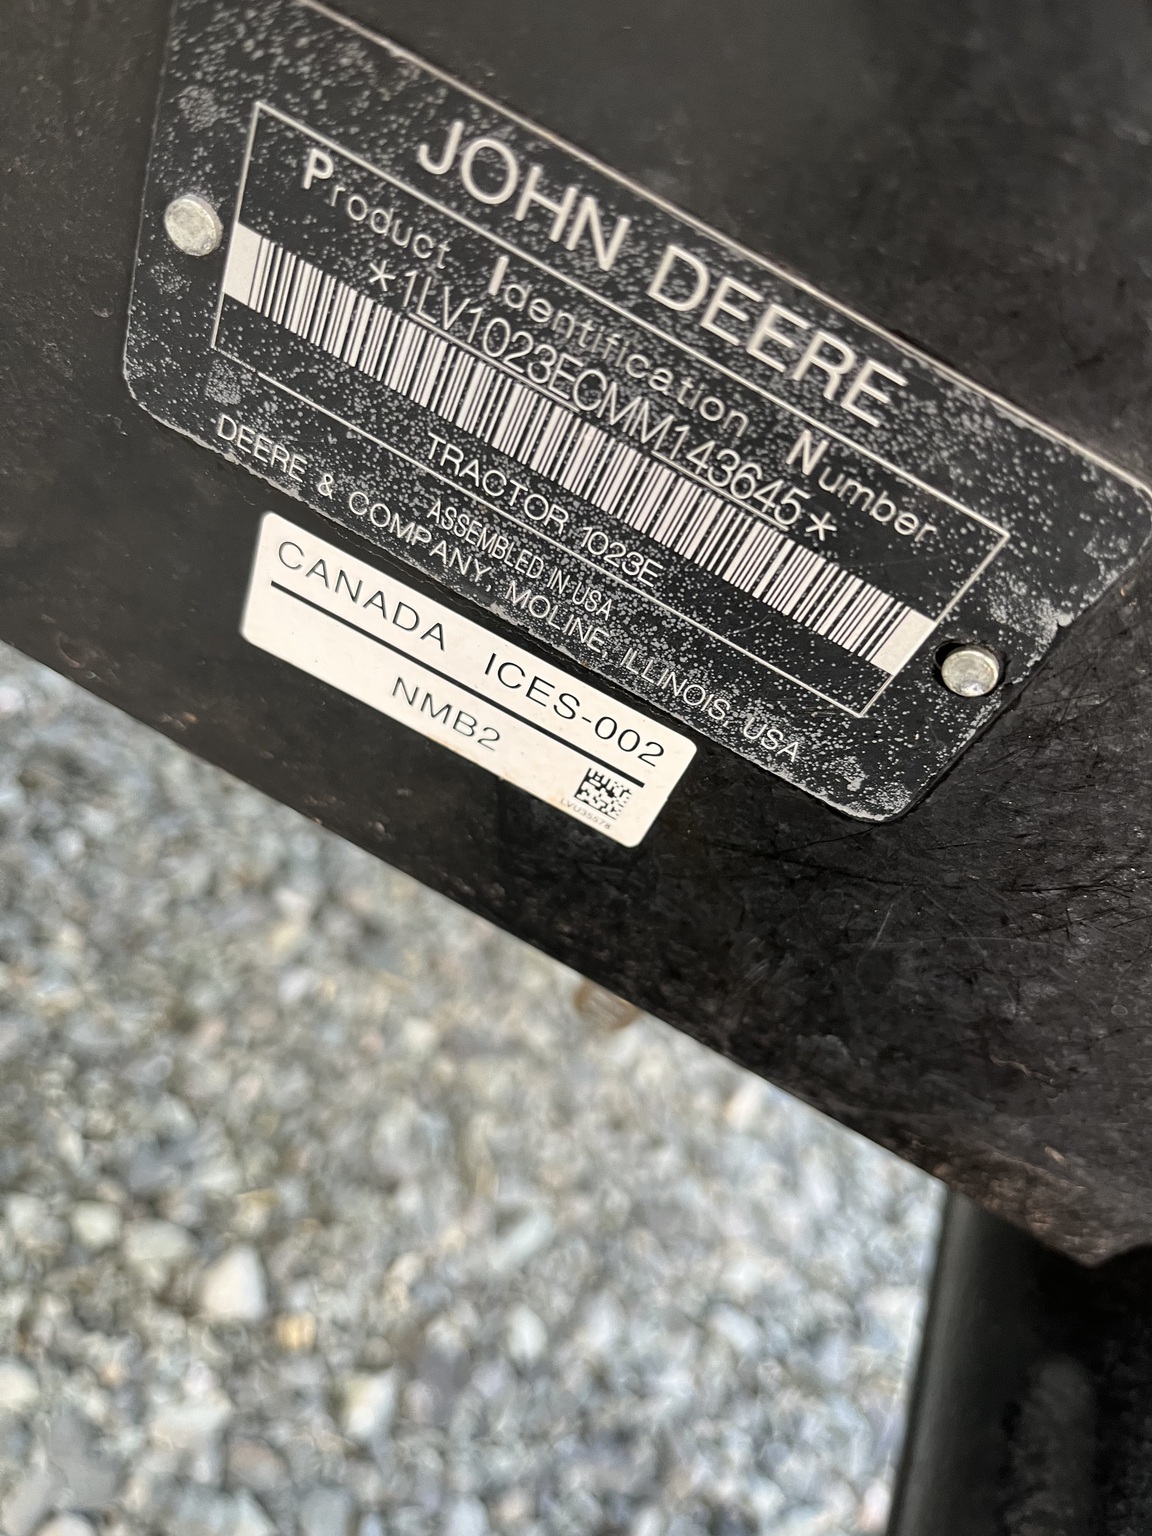 JOHN DEERE
Product Identification Number
*1LV1023ECMM143645*
TRACTOR 1023E
ASSEMBLED IN USA
DEERE & COMPANY MOLINE, ILLINOIS USA
CANADA ICES-002
NMB2
LVU35578